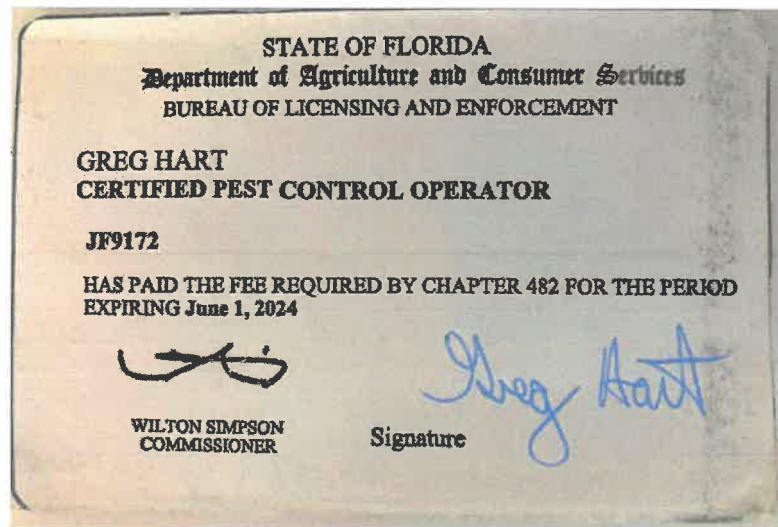 STATE OF FLORIDA
Department of Agriculture and Consumer Services
BUREAU OF LICENSING AND ENFORCEMENT
GREG HART
CERTIFIED PEST CONTROL OPERATOR
JF9172
HAS PAID THE FEE REQUIRED BY CHAPTER 482 FOR THE PERIOD
EXPIRING June 1, 2024
Greg Hart
WILTON SIMPSON
COMMISSIONER
Signature